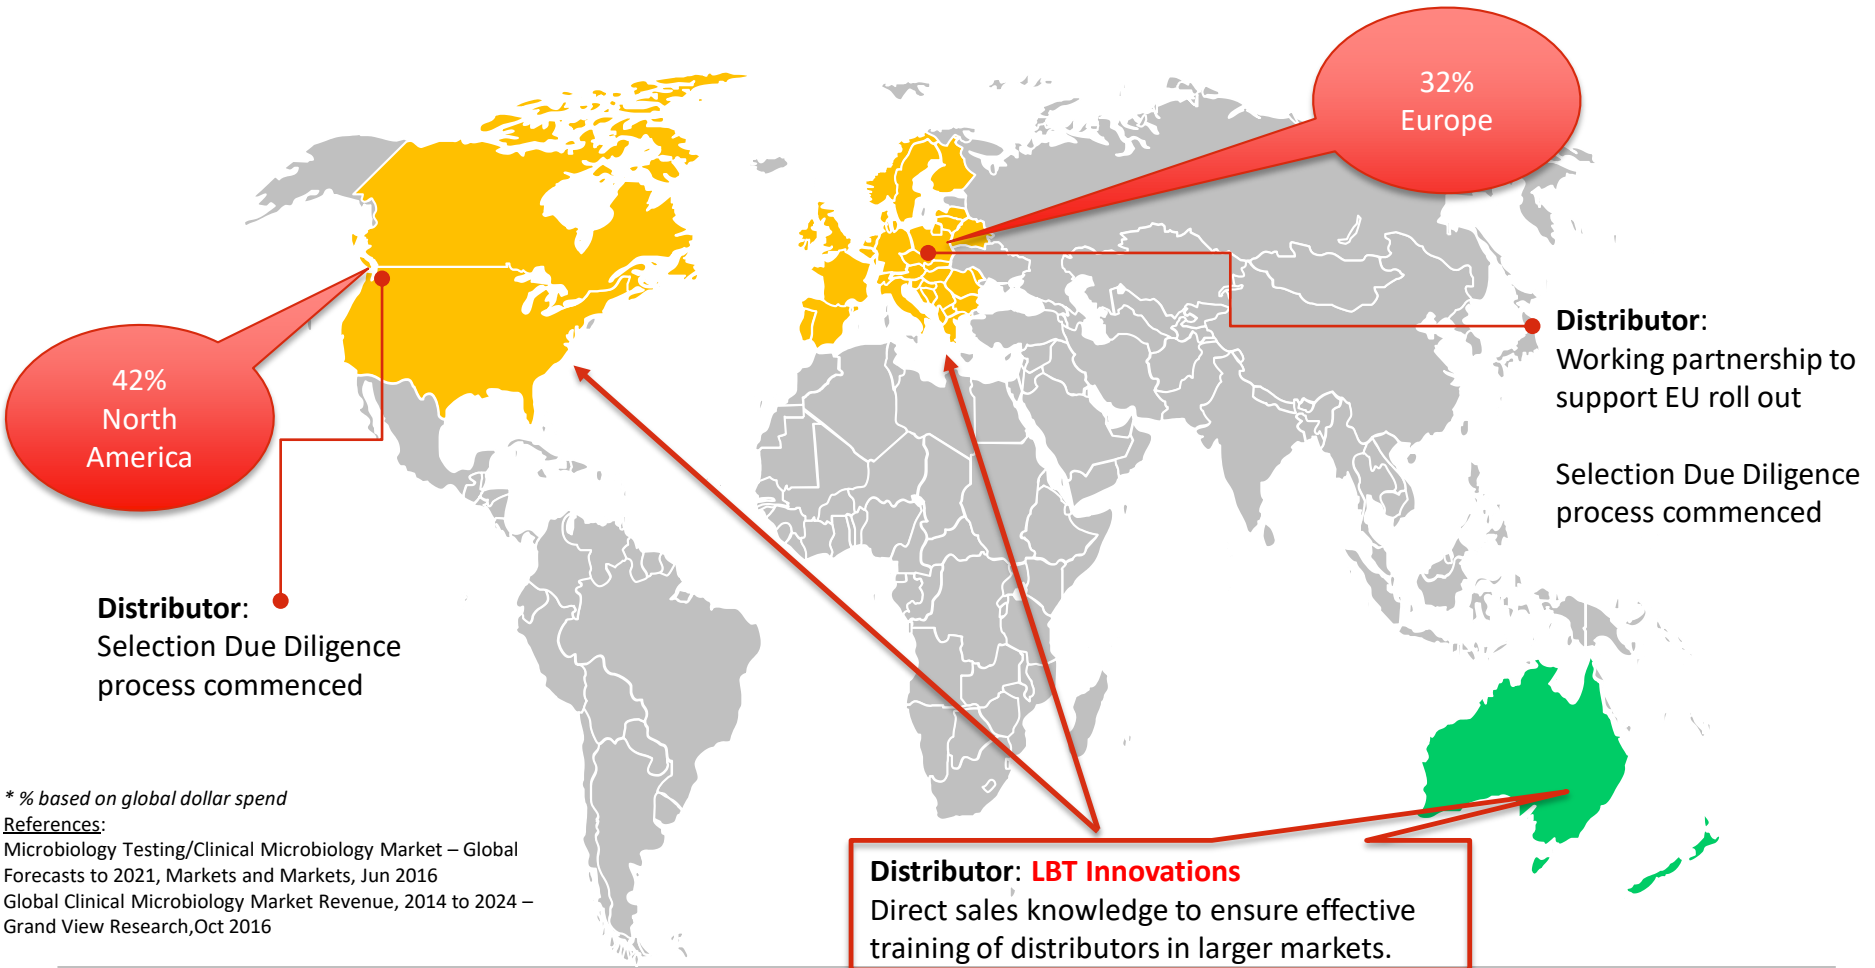 32%
Europe
42%
North
America
Distributor:
Working partnership to
support EU roll out
Selection Due Diligence
process commenced
Distributor:
Selection Due Diligence
process commenced
* % based on global dollar spend
References:
Microbiology Testing/Clinical Microbiology Market – Global
Forecasts to 2021, Markets and Markets, Jun 2016
Global Clinical Microbiology Market Revenue, 2014 to 2024 –
Grand View Research,Oct 2016
Distributor: LBT Innovations
Direct sales knowledge to ensure effective
training of distributors in larger markets.